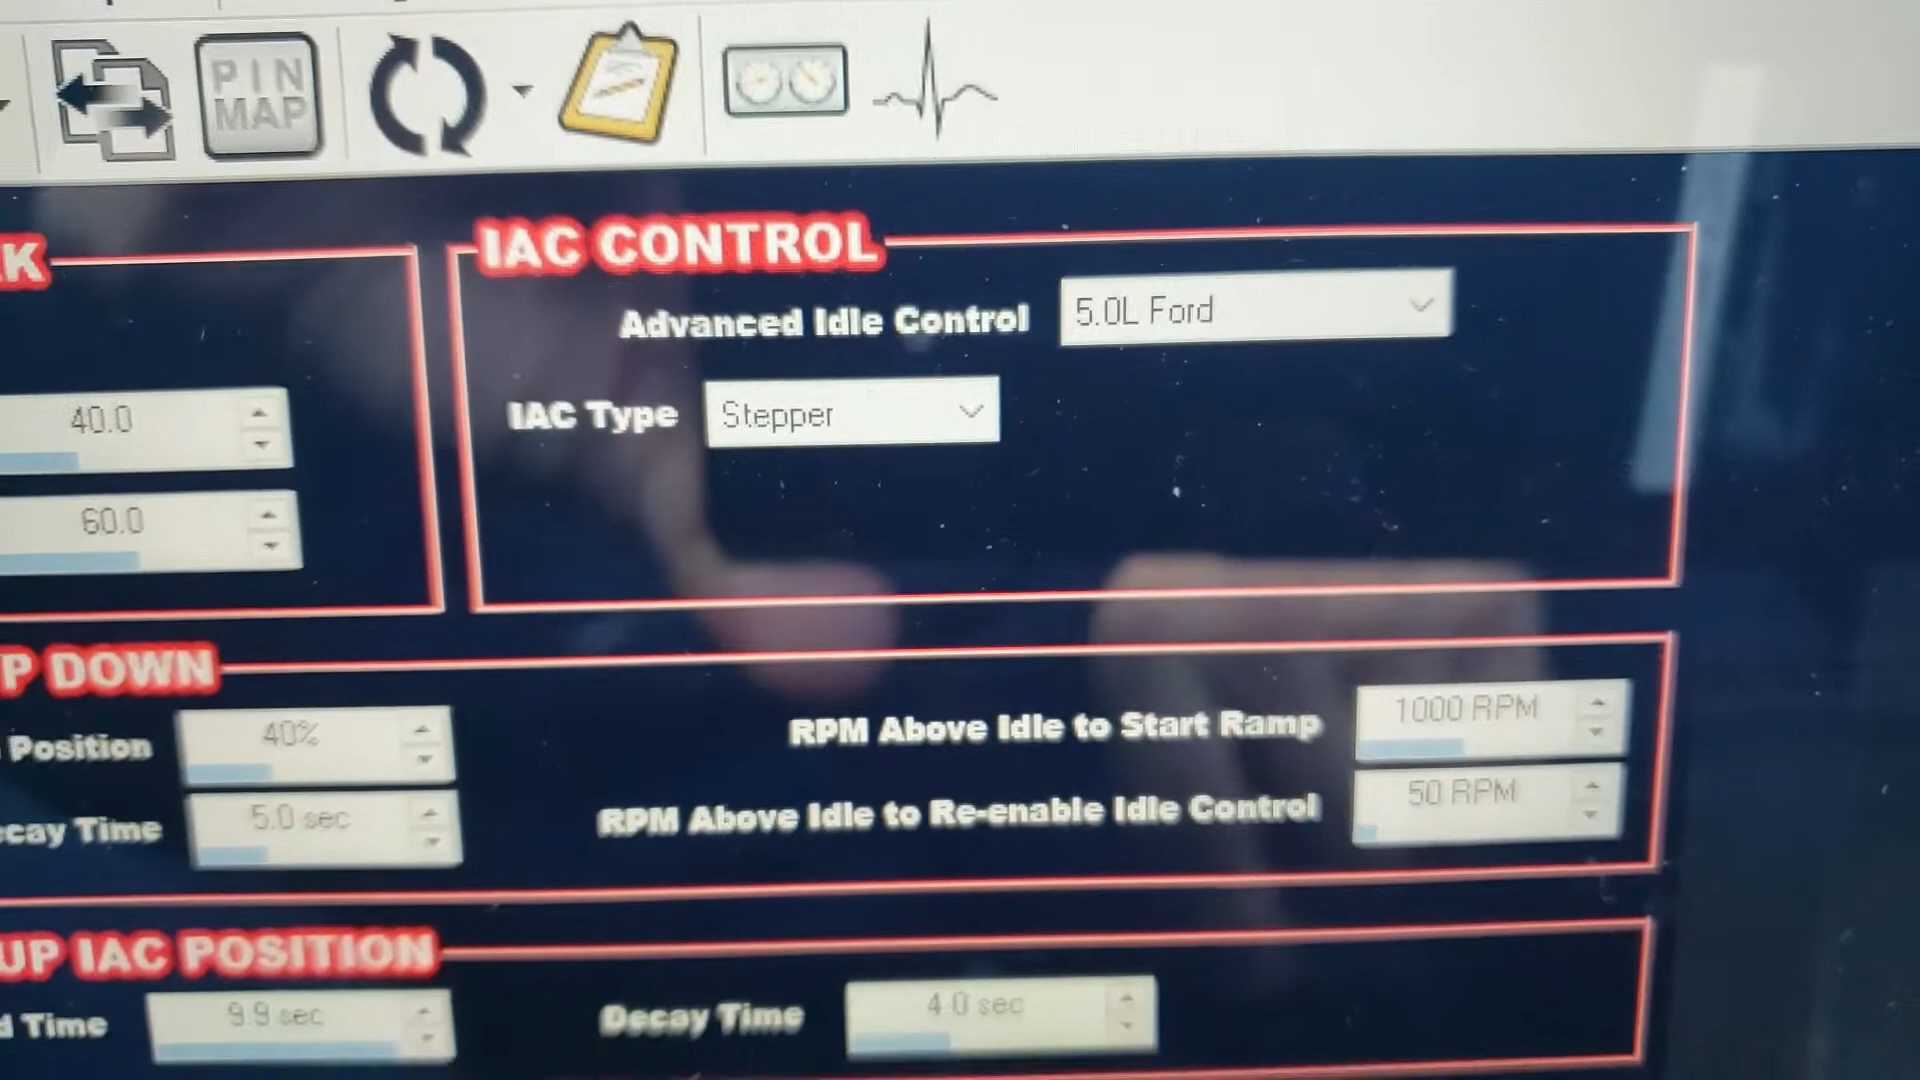 PIN
MAP
K
IAC CONTROL
Advanced Idle Control 5.0L Ford
40.0
IAC Type Stepper
60.0
P DOWN
Position 40%
RPM Above Idle to Start Ramp 1000 RPM
cay Time 5.0 sec
RPM Above Idle to Re-enable Idle Control 50 RPM
UP IAC POSITION
d Time 9.9 sec
Decay Time 4.0 sec